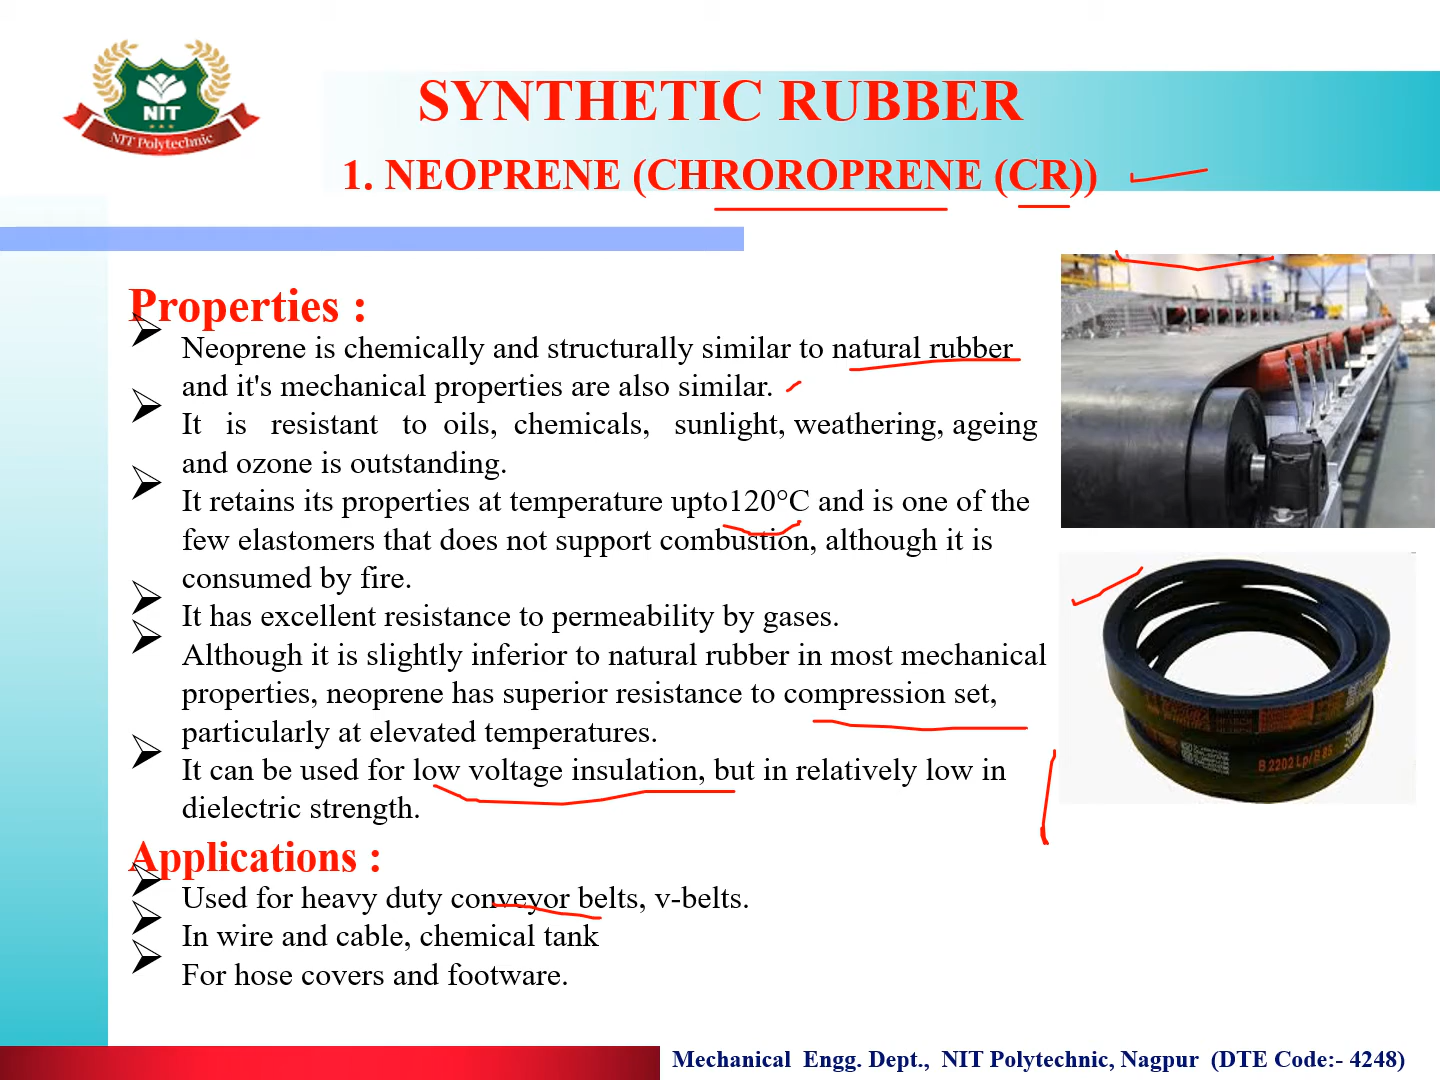 NIT
NIT Polytechnic
SYNTHETIC RUBBER
1. NEOPRENE (CHROROPRENE (CR))
Properties :
➢ Neoprene is chemically and structurally similar to natural rubber
and it's mechanical properties are also similar.
➢ It is resistant to oils, chemicals, sunlight, weathering, ageing
and ozone is outstanding.
➢ It retains its properties at temperature upto120°C and is one of the
few elastomers that does not support combustion, although it is
consumed by fire.
➢ It has excellent resistance to permeability by gases.
➢ Although it is slightly inferior to natural rubber in most mechanical
properties, neoprene has superior resistance to compression set,
particularly at elevated temperatures.
➢ It can be used for low voltage insulation, but in relatively low in
dielectric strength.
B 2202 Lp/B 85
Applications :
➢ Used for heavy duty conveyor belts, v-belts.
➢ In wire and cable, chemical tank
➢ For hose covers and footware.
Mechanical Engg. Dept., NIT Polytechnic, Nagpur (DTE Code:- 4248)